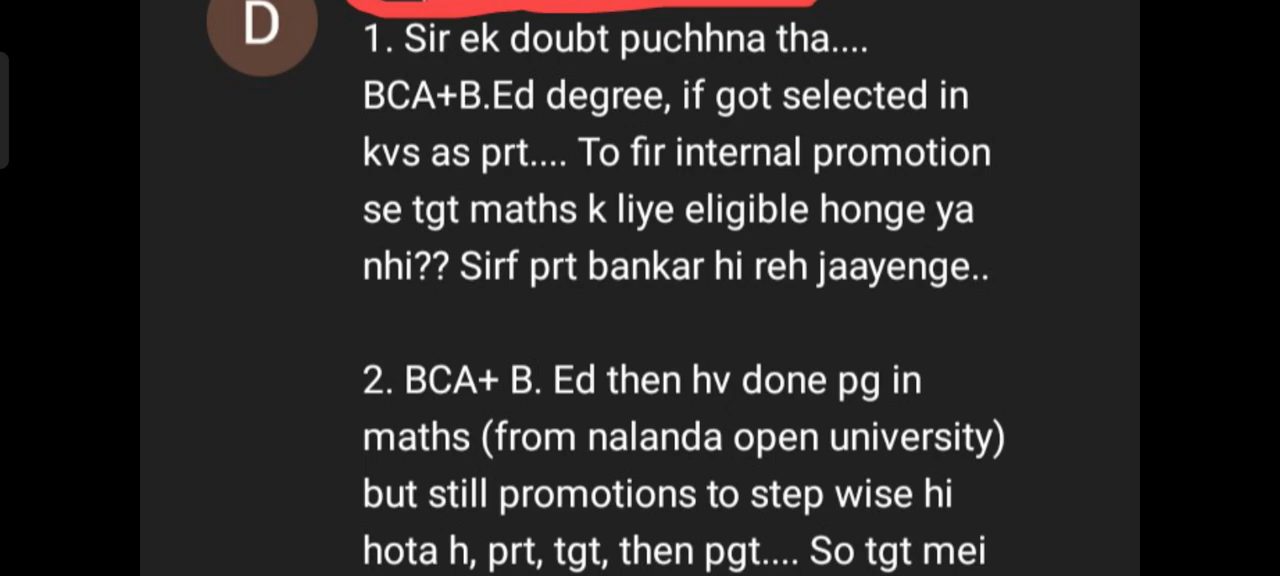 D
1. Sir ek doubt puchhna tha....
BCA+B.Ed degree, if got selected in
kvs as prt.... To fir internal promotion
se tgt maths k liye eligible honge ya
nhi?? Sirf prt bankar hi reh jaayenge..
2. BCA+ B. Ed then hv done pg in
maths (from nalanda open university)
but still promotions to step wise hi
hota h, prt, tgt, then pgt.... So tgt mei